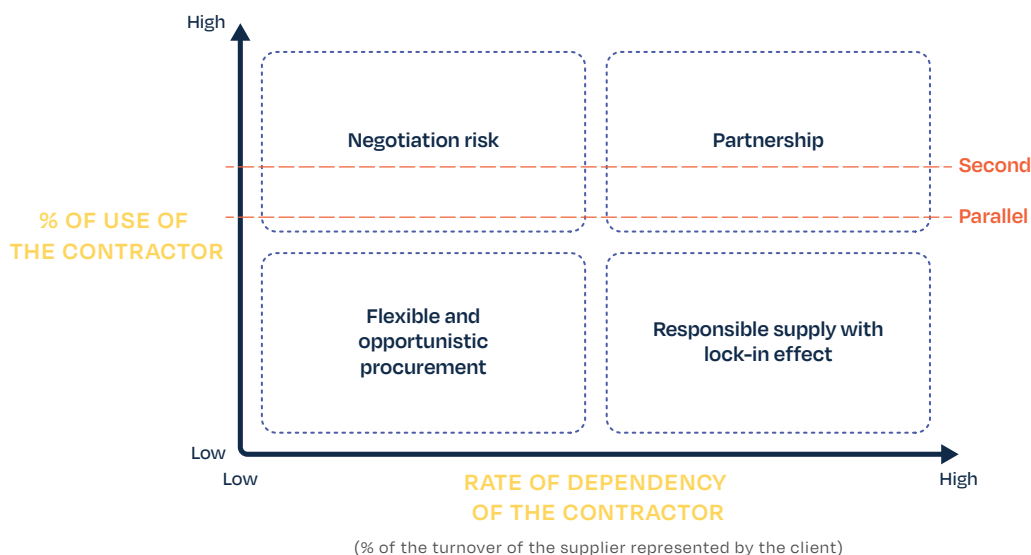 High
Negotiation risk
Partnership
Second
Parallel
% OF USE OF
THE CONTRACTOR
Flexible and
opportunistic
procurement
Responsible supply with
lock-in effect
Low
Low
High
RATE OF DEPENDENCY
OF THE CONTRACTOR
(% of the turnover of the supplier represented by the client)